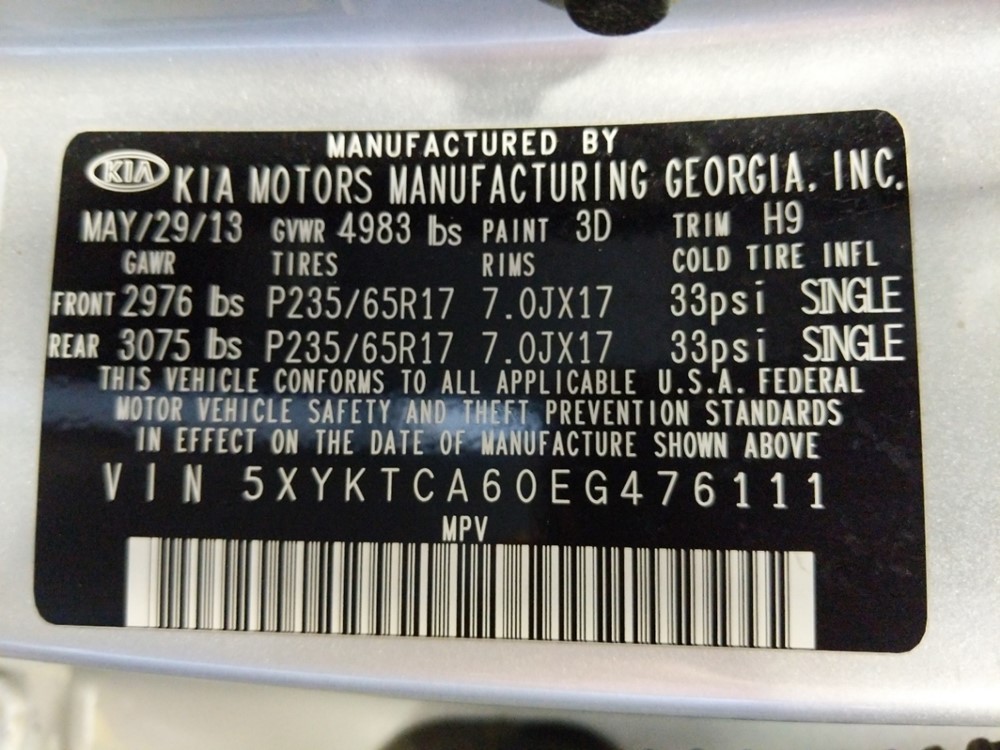 MANUFACTURED BY
KIA KIA MOTORS MANUFACTURING GEORGIA, INC.
MAY/29/13 GVWR 4983 lbs PAINT 3D TRIM H9
GAWR TIRES RIMS COLD TIRE INFL
FRONT 2976 lbs P235/65R17 7.0JX17 33psi SINGLE
REAR 3075 lbs P235/65R17 7.0JX17 33psi SINGLE
THIS VEHICLE CONFORMS TO ALL APPLICABLE U.S.A. FEDERAL
MOTOR VEHICLE SAFETY AND THEFT PREVENTION STANDARDS
IN EFFECT ON THE DATE OF MANUFACTURE SHOWN ABOVE
VIN 5XYKTCA60EG476111
MPV